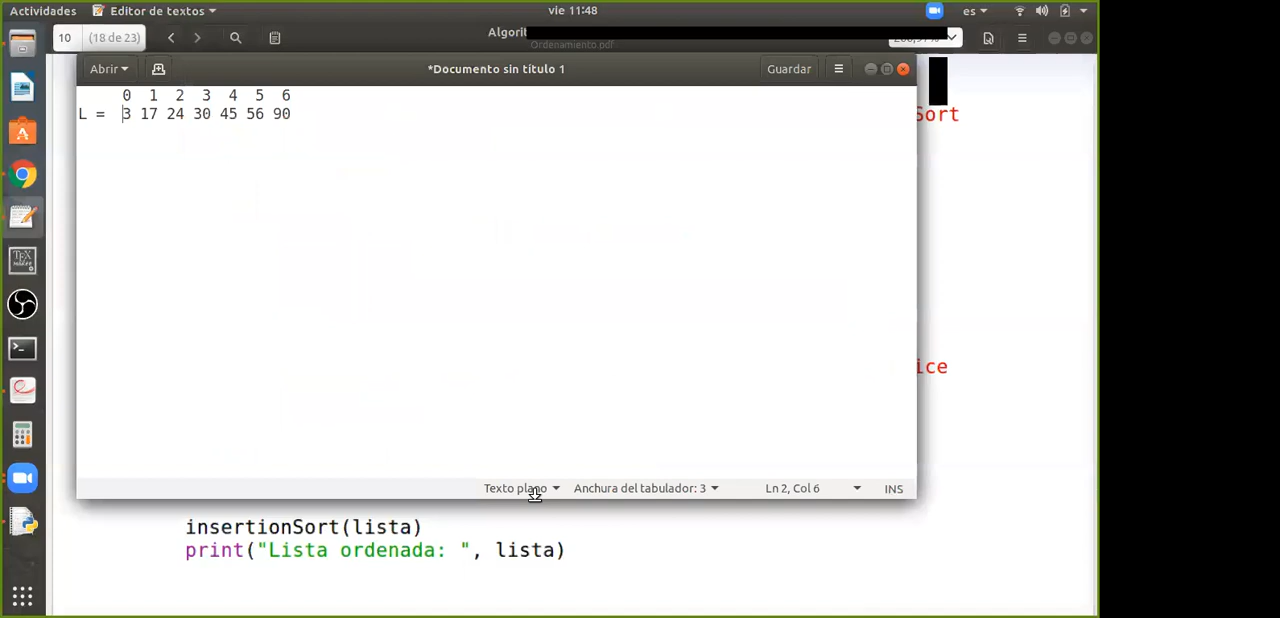 Actividades Editor de textos vie 11:48 es
10 (18 de 23) Algorit
Ordenamiento.pdf
Abrir *Documento sin título 1 Guardar
0 1 2 3 4 5 6
L = 3 17 24 30 45 56 90
Sort
ice
Texto plano Anchura del tabulador: 3 Ln 2, Col 6 INS
insertionSort(lista)
print("Lista ordenada: ", lista)